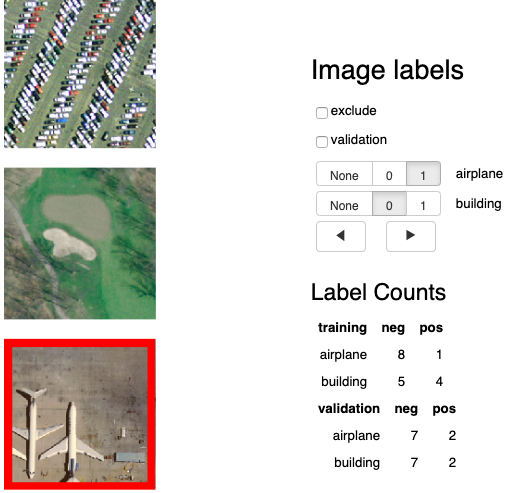 Image labels
exclude
validation
None 0 1 airplane
None 0 1 building
Label Counts
training neg pos
airplane 8 1
building 5 4
validation neg pos
airplane 7 2
building 7 2